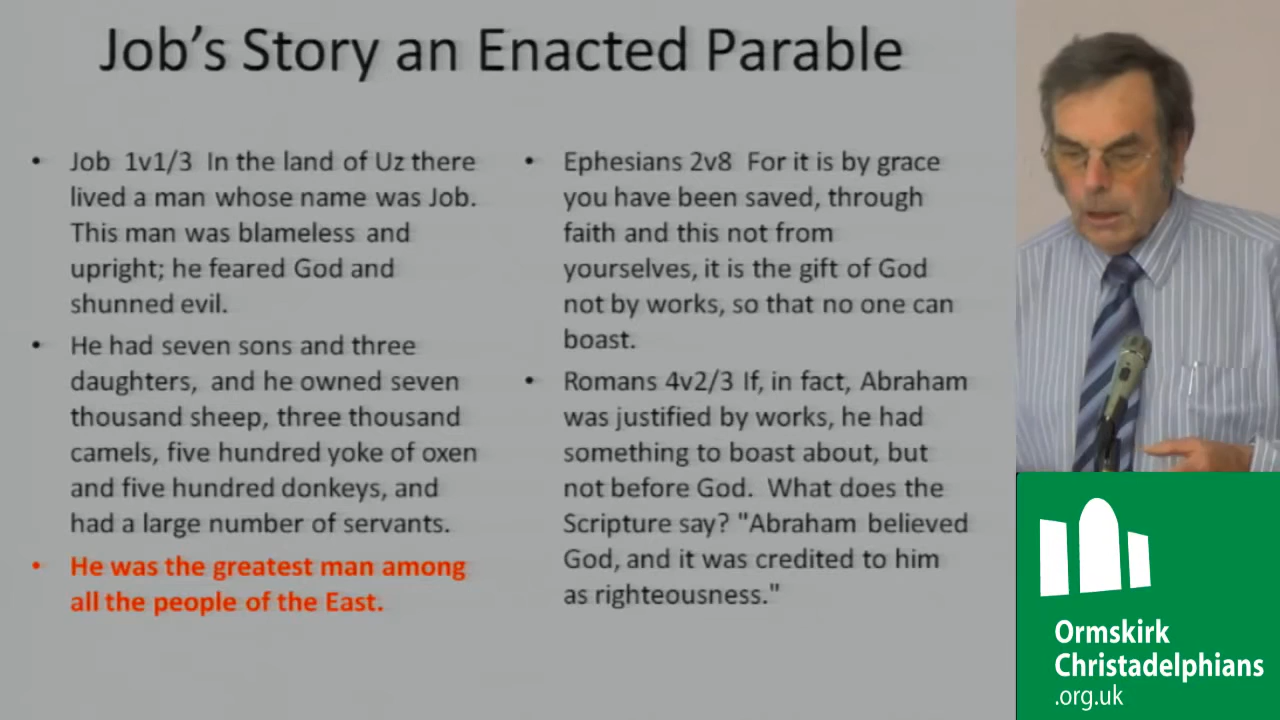 Job's Story an Enacted Parable
• Job 1v1/3 In the land of Uz there
lived a man whose name was Job.
This man was blameless and
upright; he feared God and
shunned evil.
• He had seven sons and three
daughters, and he owned seven
thousand sheep, three thousand
camels, five hundred yoke of oxen
and five hundred donkeys, and
had a large number of servants.
• He was the greatest man among
all the people of the East.
• Ephesians 2v8 For it is by grace
you have been saved, through
faith and this not from
yourselves, it is the gift of God
not by works, so that no one can
boast.
• Romans 4v2/3 If, in fact, Abraham
was justified by works, he had
something to boast about, but
not before God. What does the
Scripture say? "Abraham believed
God, and it was credited to him
as righteousness."
Ormskirk
Christadelphians
.org.uk